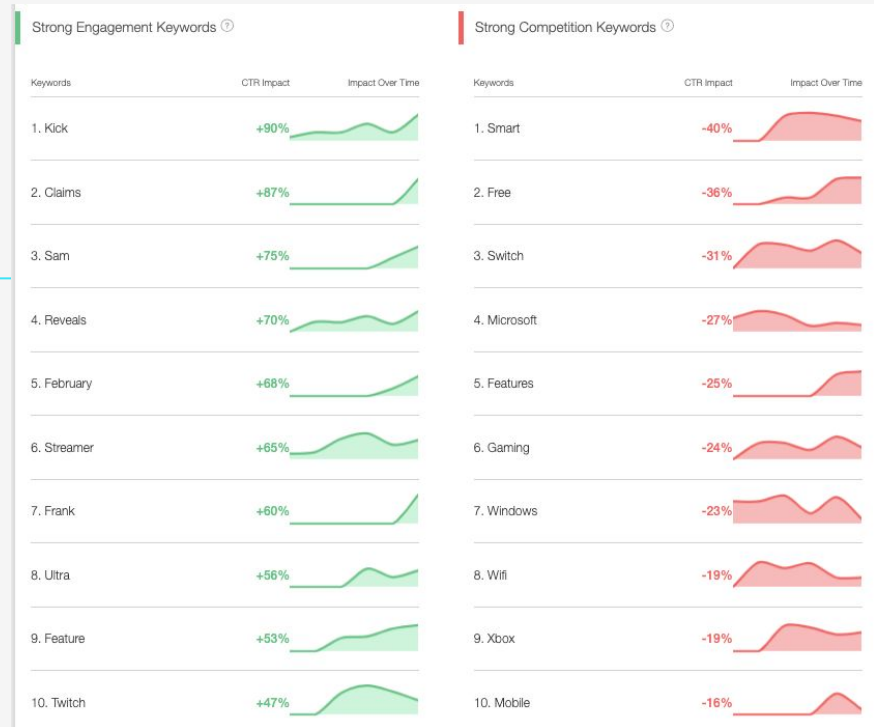 Strong Engagement Keywords ?
Keywords CTR Impact Impact Over Time
1. Kick +90%
2. Claims +87%
3. Sam +75%
4. Reveals +70%
5. February +68%
6. Streamer +65%
7. Frank +60%
8. Ultra +56%
9. Feature +53%
10. Twitch +47%
Strong Competition Keywords ?
Keywords CTR Impact Impact Over Time
1. Smart -40%
2. Free -36%
3. Switch -31%
4. Microsoft -27%
5. Features -25%
6. Gaming -24%
7. Windows -23%
8. Wifi -19%
9. Xbox -19%
10. Mobile -16%